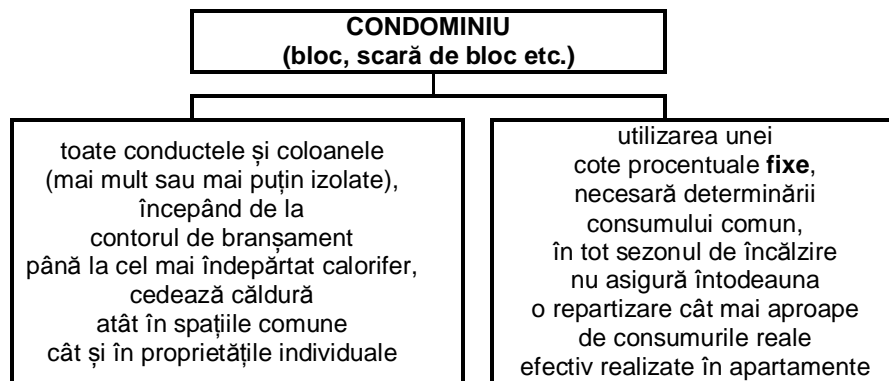 CONDOMINIU
(bloc, scară de bloc etc.)
toate conductele și coloanele
(mai mult sau mai puțin izolate),
începând de la
contorul de branșament
până la cel mai îndepărtat calorifer,
cedează căldură
atât în spațiile comune
cât și în proprietățile individuale
utilizarea unei
cote procentuale fixe,
necesară determinării
consumului comun,
în tot sezonul de încălzire
nu asigură întodeauna
o repartizare cât mai aproape
de consumurile reale
efectiv realizate în apartamente